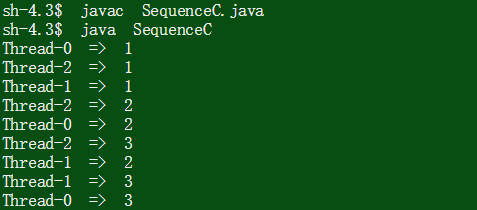 sh-4.3$ javac SequenceC.java
sh-4.3$ java SequenceC
Thread-0 => 1
Thread-2 => 1
Thread-1 => 1
Thread-2 => 2
Thread-0 => 2
Thread-2 => 3
Thread-1 => 2
Thread-1 => 3
Thread-0 => 3